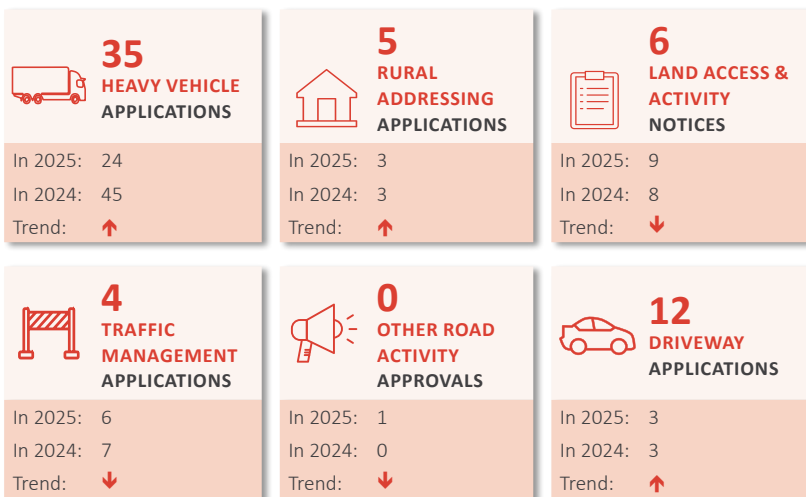 35
HEAVY VEHICLE
APPLICATIONS
In 2025: 24
In 2024: 45
Trend:
5
RURAL
ADDRESSING
APPLICATIONS
In 2025: 3
In 2024: 3
Trend:
6
LAND ACCESS &
ACTIVITY
NOTICES
In 2025: 9
In 2024: 8
Trend:
4
TRAFFIC
MANAGEMENT
APPLICATIONS
In 2025: 6
In 2024: 7
Trend:
0
OTHER ROAD
ACTIVITY
APPROVALS
In 2025: 1
In 2024: 0
Trend:
12
DRIVEWAY
APPLICATIONS
In 2025: 3
In 2024: 3
Trend: